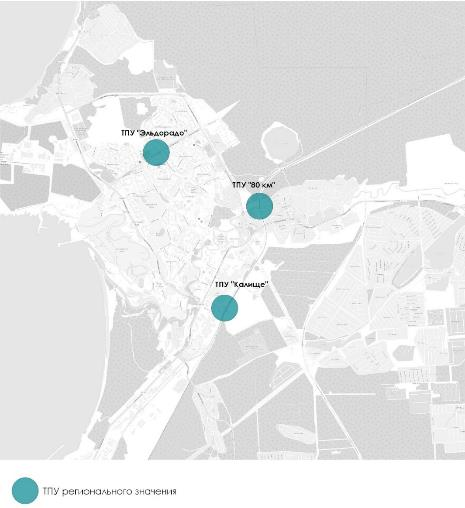 ТПУ "Эльдорадо"
ТПУ "80 км"
ТПУ "Калище"
ТПУ регионального значения